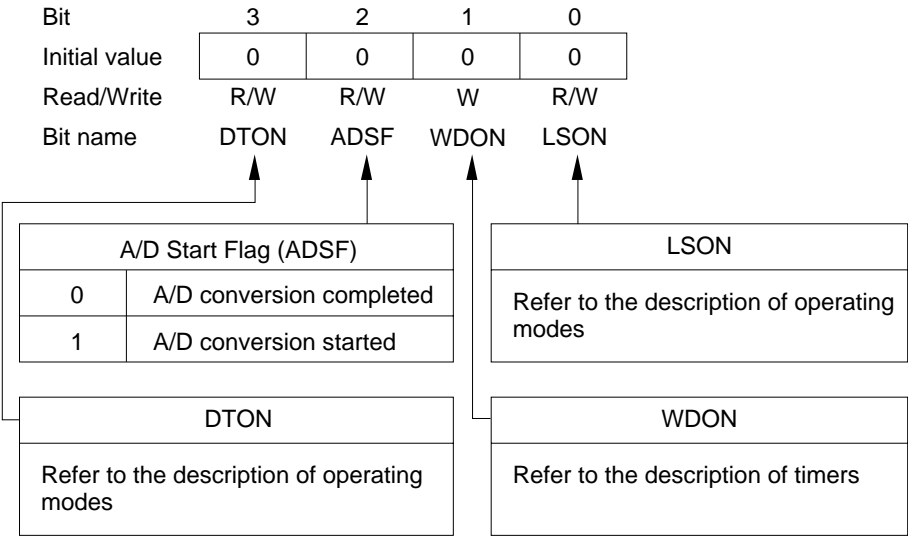 Bit 3 2 1 0
Initial value 0 0 0 0
Read/Write R/W R/W W R/W
Bit name DTON ADSF WDON LSON
A/D Start Flag (ADSF)
0 A/D conversion completed
1 A/D conversion started
LSON
Refer to the description of operating
modes
DTON
Refer to the description of operating
modes
WDON
Refer to the description of timers